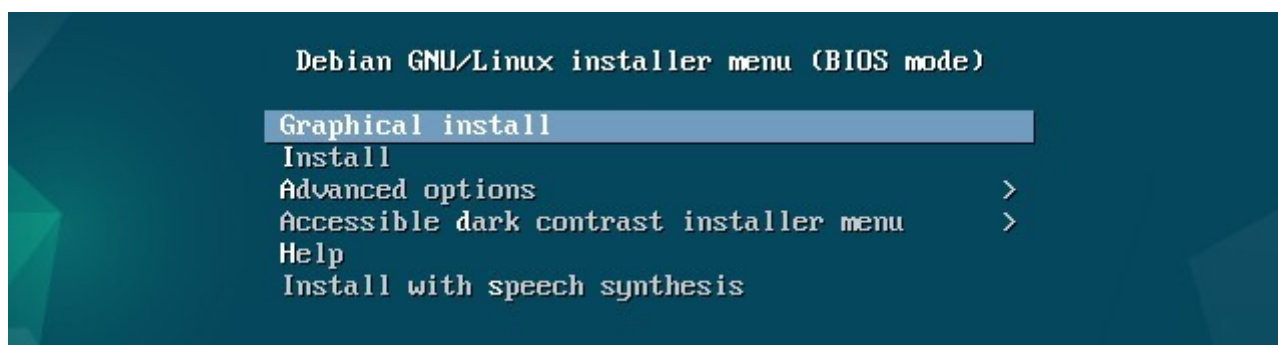 Debian GNU/Linux installer menu (BIOS mode)
Graphical install
Install
Advanced options >
Accessible dark contrast installer menu >
Help
Install with speech synthesis